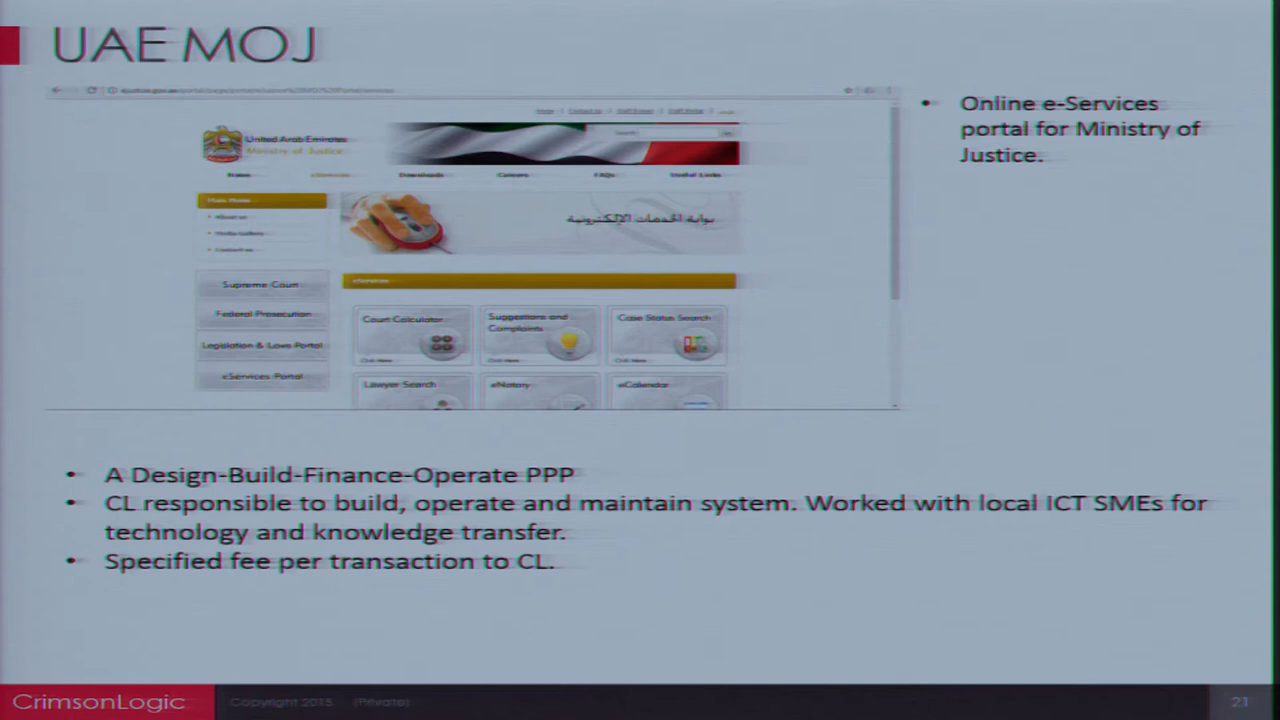 UAE MOJ
Home Contact Us
Search
United Arab Emirates
Ministry of Justice
Home eServices Downloads Careers FAQs Useful Links
Main Menu
About us
Media Gallery
Contact us
بوابة الخدمات الإلكترونية
Supreme Court
Federal Prosecution
Legislation & Laws Portal
eServices Portal
eServices
Court Calculator
Suggestions and
Complaints
Case Status Search
Click Here
Click Here
Click Here
Lawyer Search
eNotary
eCalendar
• Online e-Services
portal for Ministry of
Justice.
• A Design-Build-Finance-Operate PPP
• CL responsible to build, operate and maintain system. Worked with local ICT SMEs for
technology and knowledge transfer.
• Specified fee per transaction to CL.
CrimsonLogic
Copyright 2015 (Private)
21